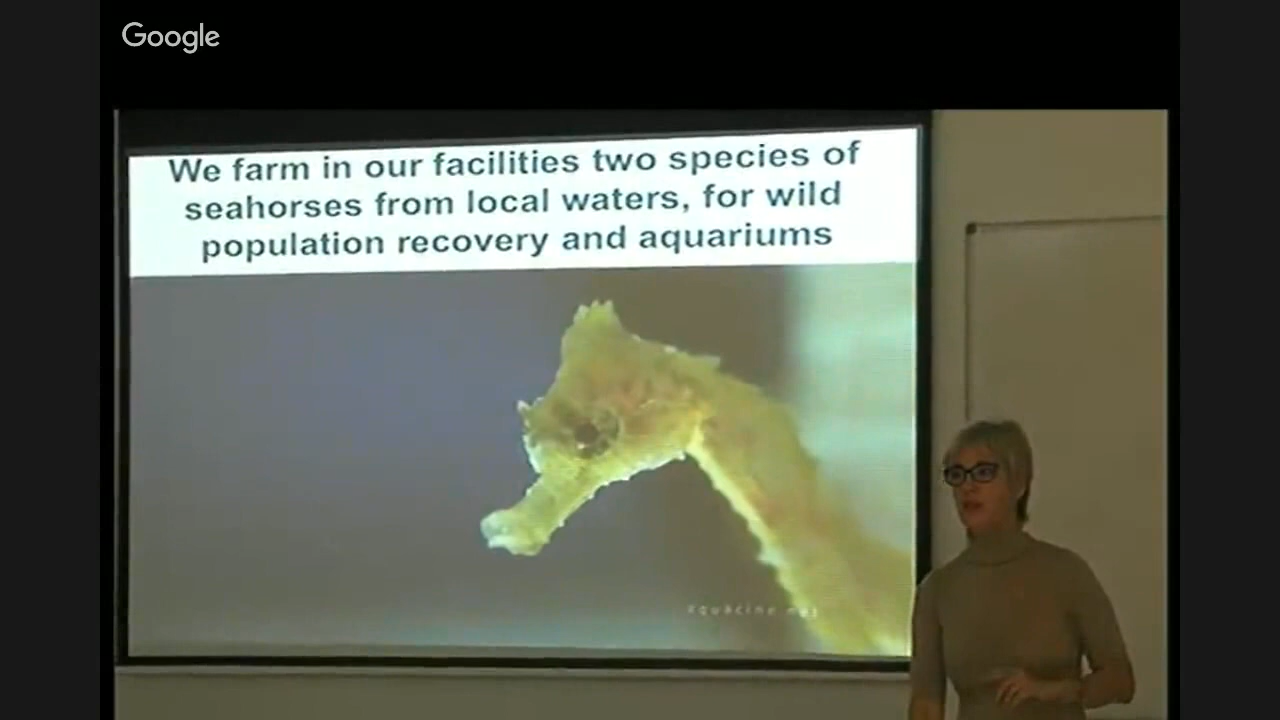 Google
We farm in our facilities two species of
seahorses from local waters, for wild
population recovery and aquariums